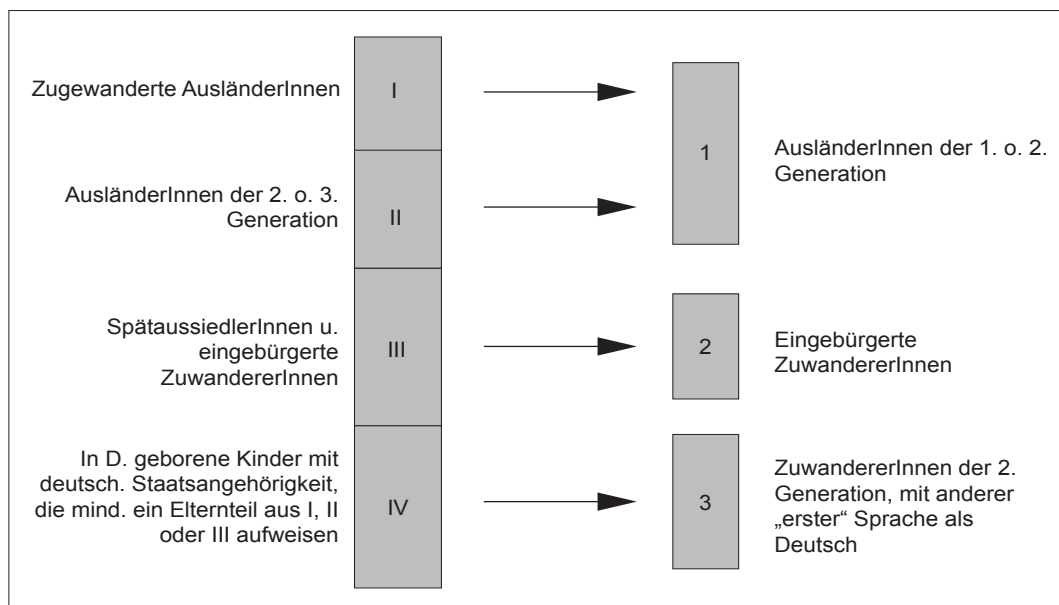 Zugewanderte AusländerInnen
I
1
AusländerInnen der 1. o. 2.
Generation
AusländerInnen der 2. o. 3.
Generation
II
SpätaussiedlerInnen u.
eingebürgerte
ZuwandererInnen
III
2
Eingebürgerte
ZuwandererInnen
In D. geborene Kinder mit
deutsch. Staatsangehörigkeit,
die mind. ein Elternteil aus I, II
oder III aufweisen
IV
3
ZuwandererInnen der 2.
Generation, mit anderer
„erster“ Sprache als
Deutsch